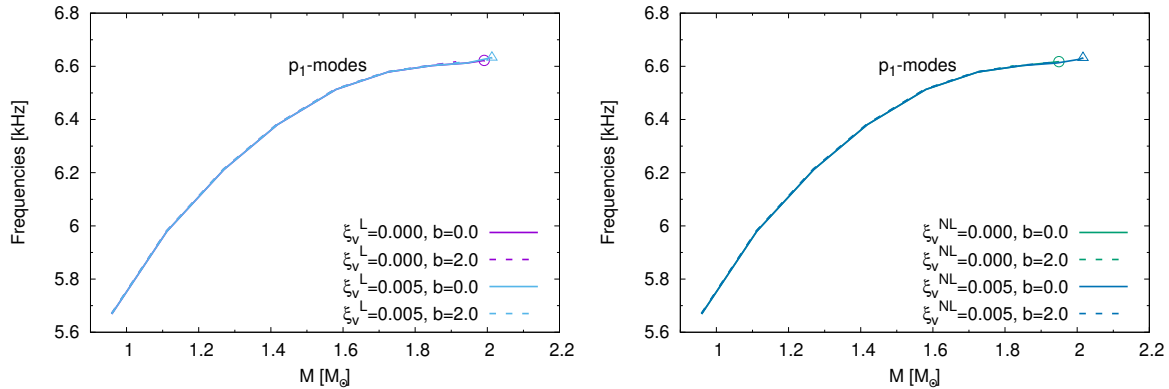 6.8
6.6
6.4
6.2
6
5.8
5.6
Frequencies [kHz]
p₁-modes
ξᵥᴸ=0.000, b=0.0
ξᵥᴸ=0.000, b=2.0
ξᵥᴸ=0.005, b=0.0
ξᵥᴸ=0.005, b=2.0
1 1.2 1.4 1.6 1.8 2 2.2
M [M⊙]
6.8
6.6
6.4
6.2
6
5.8
5.6
Frequencies [kHz]
p₁-modes
ξᵥᴺᴸ=0.000, b=0.0
ξᵥᴺᴸ=0.000, b=2.0
ξᵥᴺᴸ=0.005, b=0.0
ξᵥᴺᴸ=0.005, b=2.0
1 1.2 1.4 1.6 1.8 2 2.2
M [M⊙]